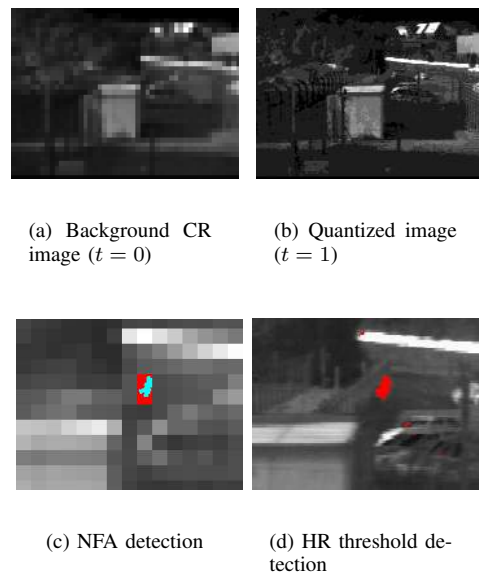 (a) Background CR
image (t = 0)
(b) Quantized image
(t = 1)
(c) NFA detection
(d) HR threshold de-
tection